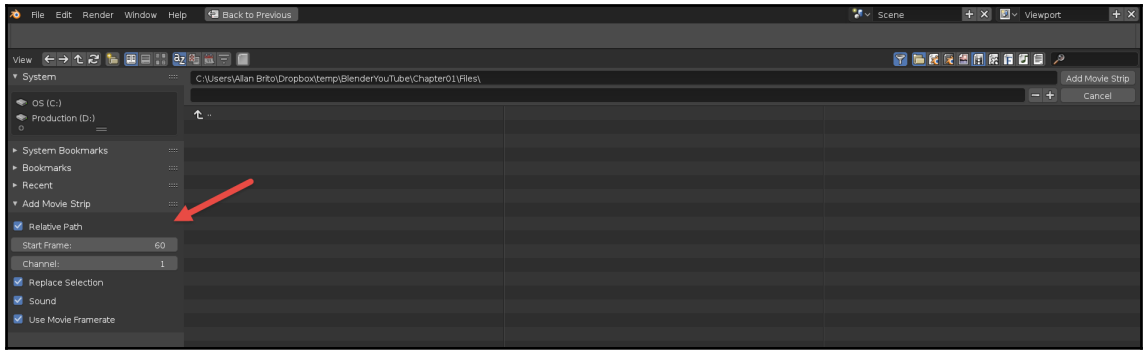 File Edit Render Window Help Back to Previous Scene Viewport
View
System
C:\Users\Allan Brito\Dropbox\temp\BlenderYouTube\Chapter01\Files\ Add Movie Strip
Cancel
OS (C:)
Production (D:)
..
System Bookmarks
Bookmarks
Recent
Add Movie Strip
Relative Path
Start Frame: 60
Channel: 1
Replace Selection
Sound
Use Movie Framerate